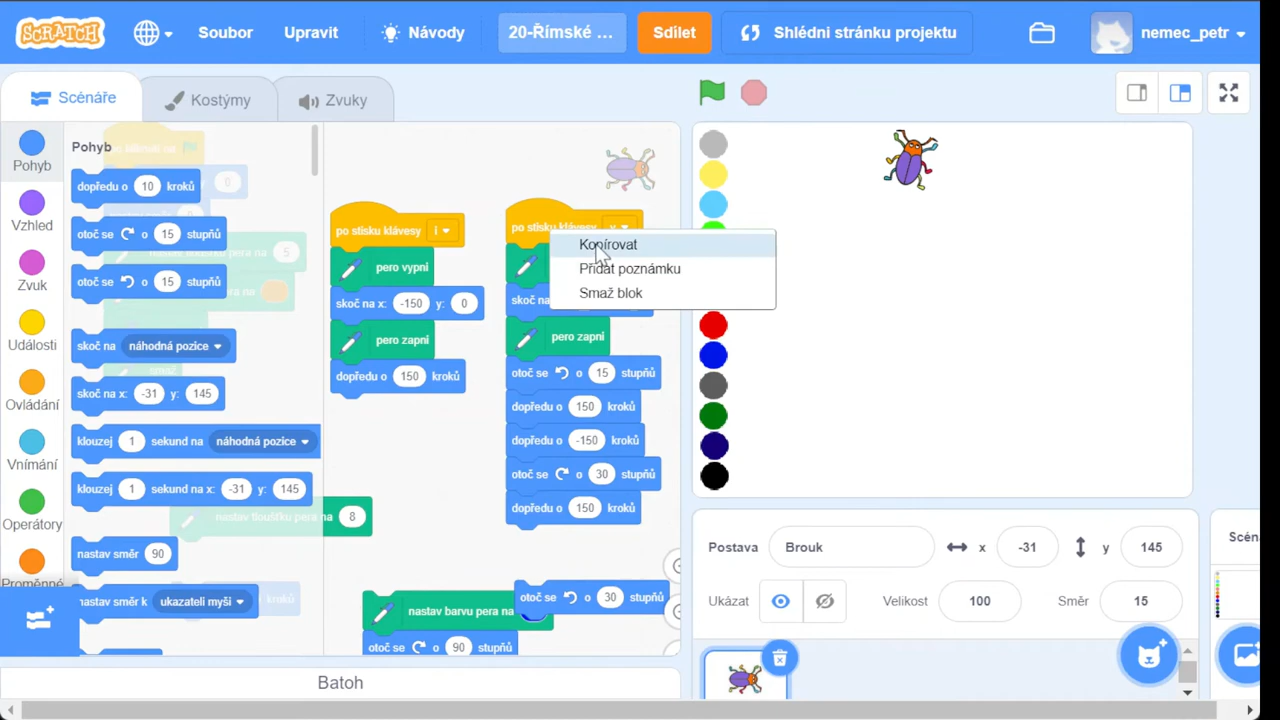 SCRATCH
Soubor
Upravit
Návody
20-Římské ...
Sdílet
Shlédni stránku projektu
nemec_petr
Scénáře
Kostýmy
Zvuky
Pohyb
Vzhled
Zvuk
Události
Ovládání
Vnímání
Operátory
Proměnné
Pohyb
dopředu o 10 kroků
otoč se o 15 stupňů
otoč se o 15 stupňů
skoč na náhodná pozice
skoč na x: -31 y: 145
klouzej 1 sekund na náhodná pozice
klouzej 1 sekund na x: -31 y: 145
nastav směr 90
nastav směr k ukazateli myši
0
5
nastav tloušťku pera na 8
kroků
po stisku klávesy i
pero vypni
skoč na x: -150 y: 0
pero zapni
dopředu o 150 kroků
po stisku klávesy v
skoč na
pero zapni
otoč se o 15 stupňů
dopředu o 150 kroků
dopředu o -150 kroků
otoč se o 30 stupňů
dopředu o 150 kroků
otoč se o 30 stupňů
nastav barvu pera na
otoč se o 90 stupňů
Kopírovat
Přidat poznámku
Smaž blok
Batoh
Postava
Brouk
x -31
y 145
Ukázat
Velikost 100
Směr 15
Scén